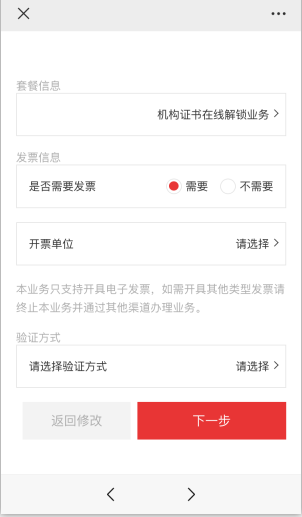 套餐信息
机构证书在线解锁业务
发票信息
是否需要发票 需要 不需要
开票单位 请选择
本业务只支持开具电子发票，如需开具其他类型发票请
终止本业务并通过其他渠道办理业务。
验证方式
请选择验证方式 请选择
返回修改 下一步